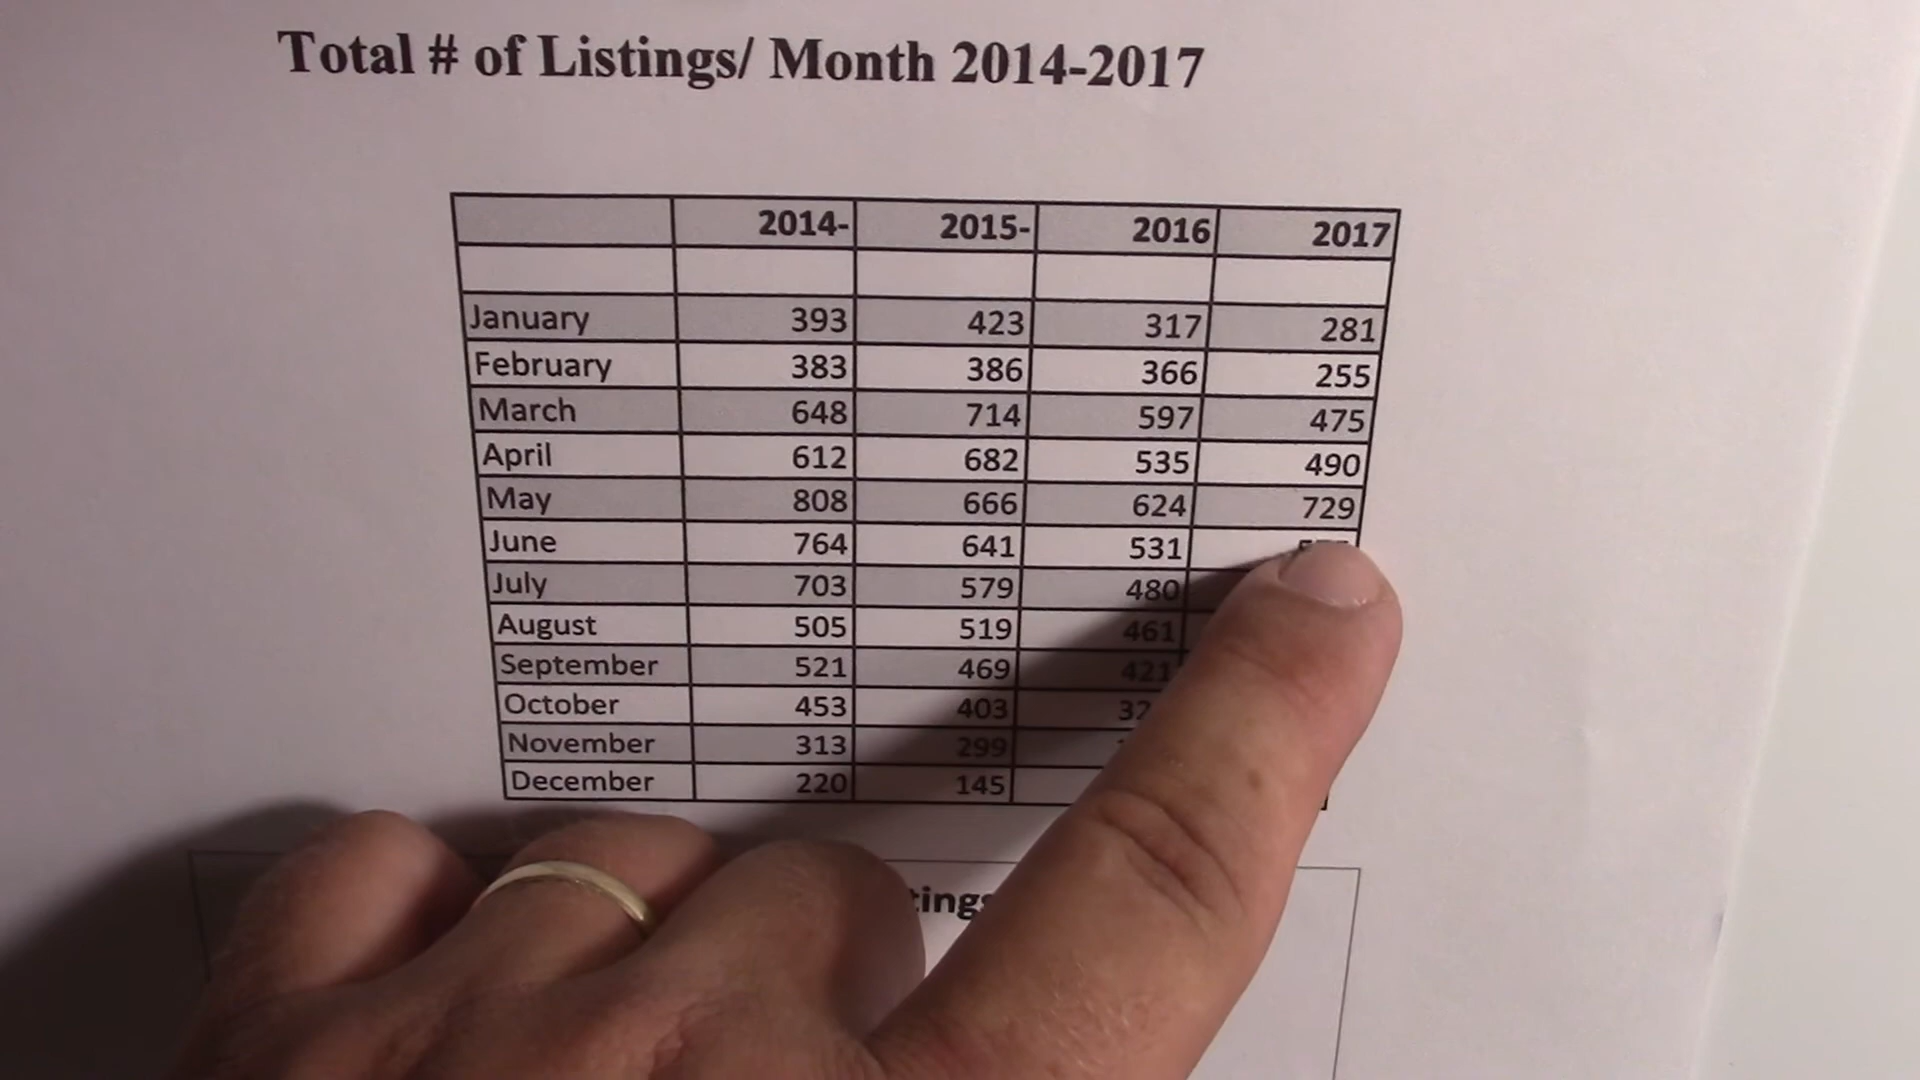 Total # of Listings/ Month 2014-2017
2014- 2015- 2016 2017
January 393 423 317 281
February 383 386 366 255
March 648 714 597 475
April 612 682 535 490
May 808 666 624 729
June 764 641 531
July 703 579 480
August 505 519 461
September 521 469 421
October 453 403
November 313 299
December 220 145